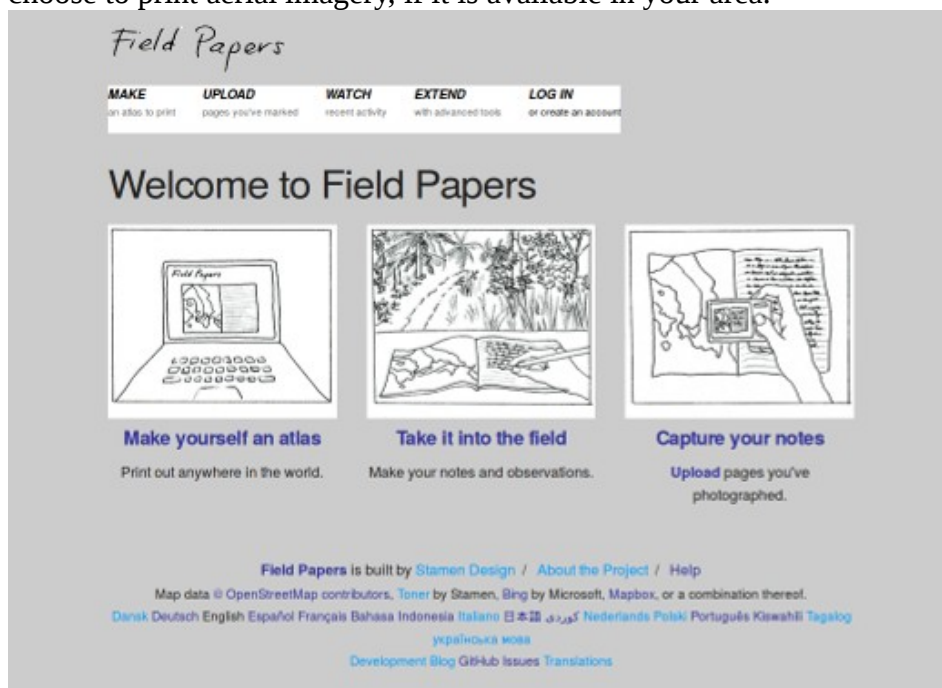 choose to print aerial imagery, if it is available in your area.
Field Papers
MAKE UPLOAD WATCH EXTEND LOG IN
an atlas to print pages you've marked recent activity with advanced tools or create an account
Welcome to Field Papers
Field Papers
Make yourself an atlas Take it into the field Capture your notes
Print out anywhere in the world. Make your notes and observations. Upload pages you've
photographed.
Field Papers is built by Stamen Design / About the Project / Help
Map data © OpenStreetMap contributors, Toner by Stamen, Bing by Microsoft, Mapbox, or a combination thereof.
Dansk Deutsch English Español Français Bahasa Indonesia Italiano 日本語 کوردی Nederlands Polski Português Kiswahili Tagalog
українська мова
Development Blog GitHub Issues Translations